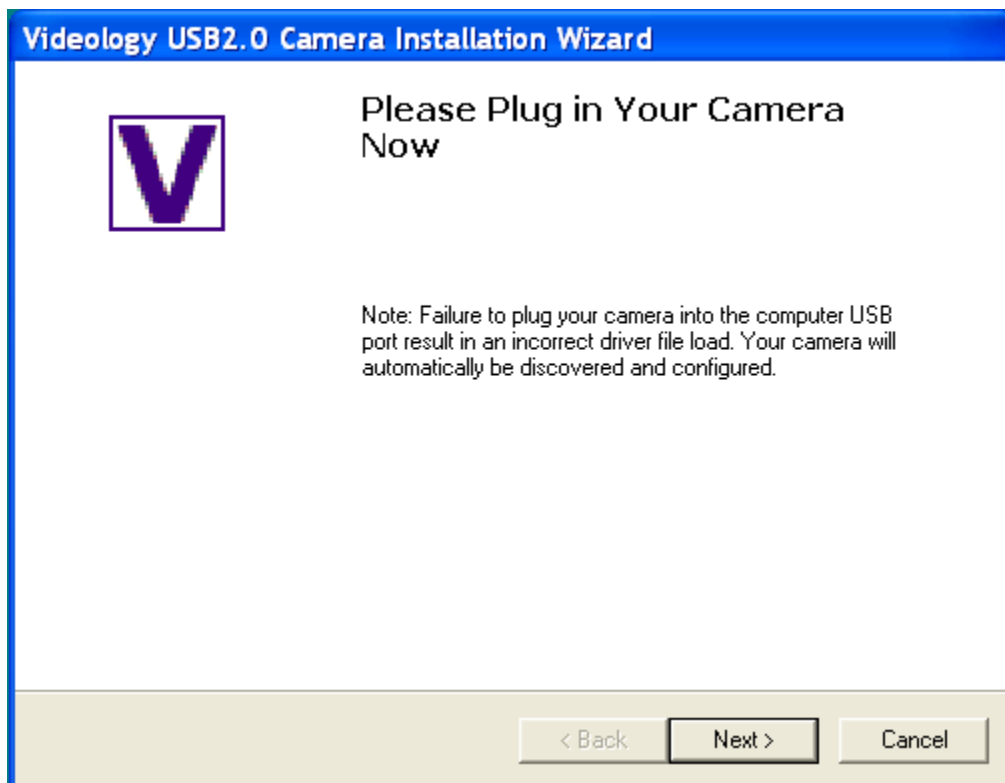 Videology USB2.0 Camera Installation Wizard
V
Please Plug in Your Camera
Now
Note: Failure to plug your camera into the computer USB
port result in an incorrect driver file load. Your camera will
automatically be discovered and configured.
< Back
Next >
Cancel